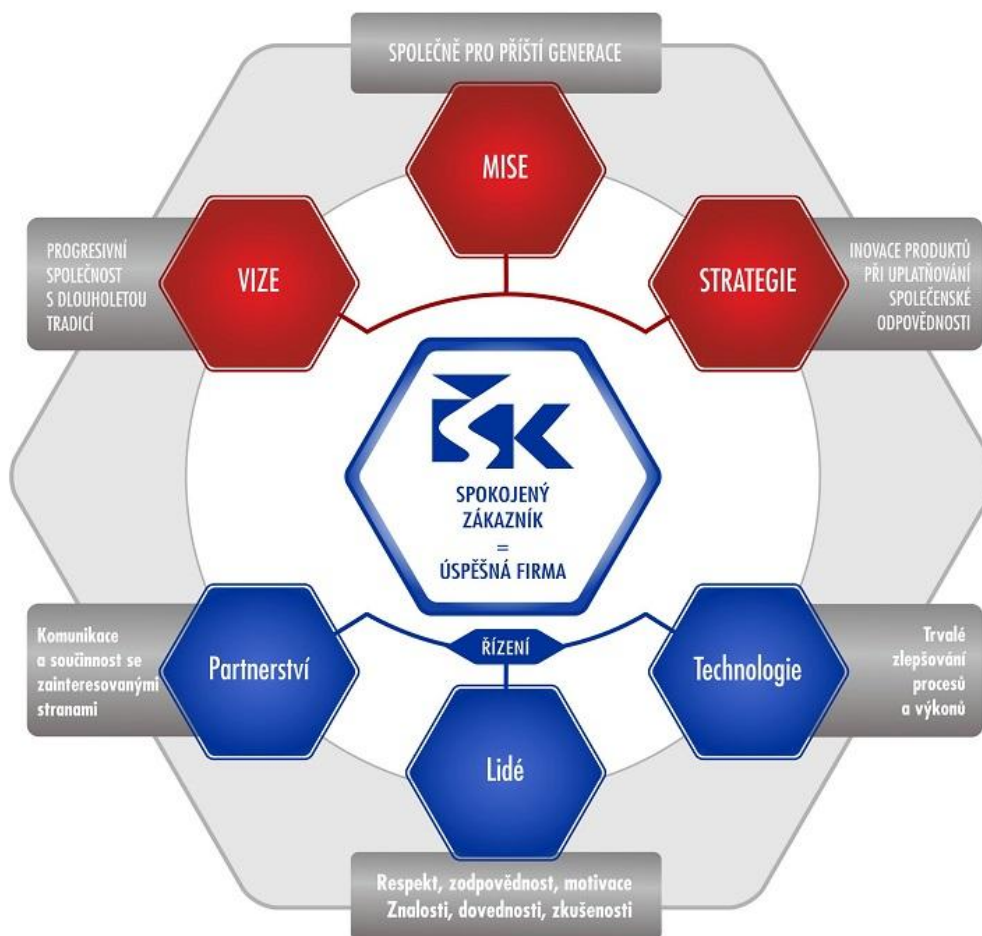 SPOLEČNĚ PRO PŘÍŠTÍ GENERACE
MISE
PROGRESIVNÍ
SPOLEČNOST
S DLOUHOLETOU
TRADICÍ
VIZE
STRATEGIE
INOVACE PRODUKTŮ
PŘI UPLATŇOVÁNÍ
SPOLEČENSKÉ
ODPOVĚDNOSTI
ŠK
SPOKOJENÝ
ZÁKAZNÍK
=
ÚSPĚŠNÁ FIRMA
ŘÍZENÍ
Komunikace
a součinnost se
zainteresovanými
stranami
Partnerství
Technologie
Trvalé
zlepšování
procesů
a výkonů
Lidé
Respekt, zodpovědnost, motivace
Znalosti, dovednosti, zkušenosti